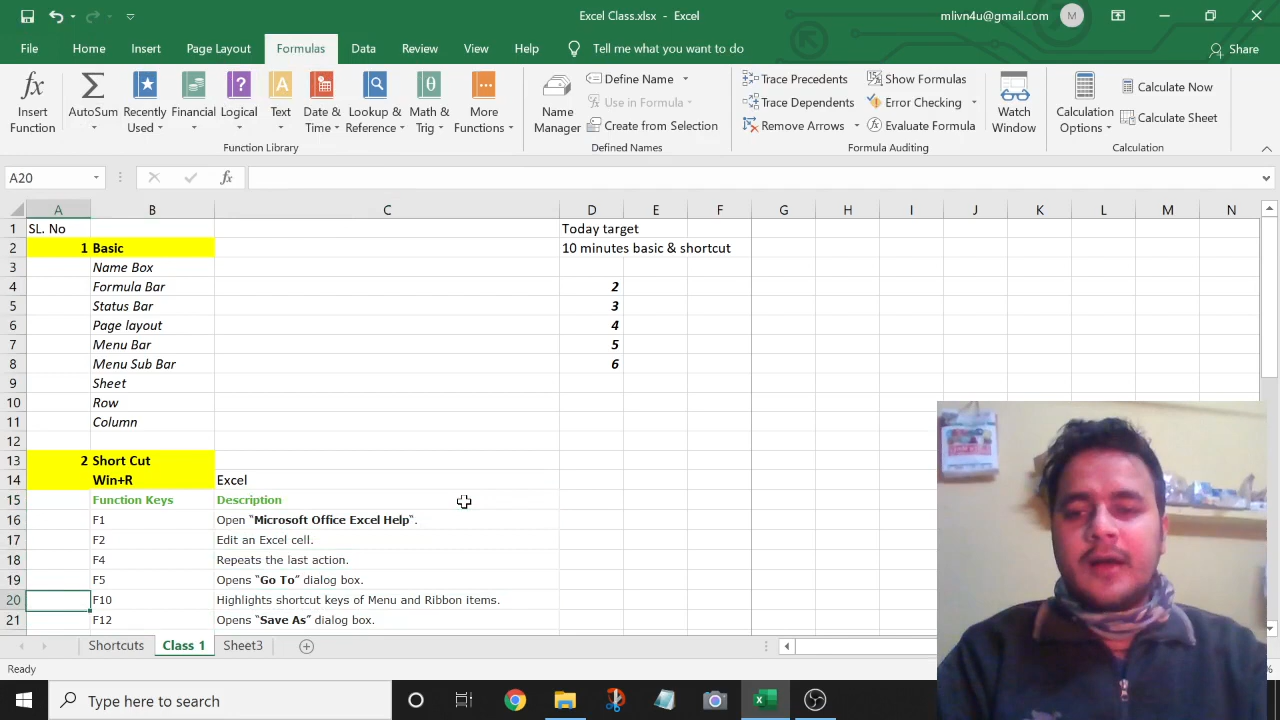 Excel Class.xlsx - Excel
mlivn4u@gmail.com M
File Home Insert Page Layout Formulas Data Review View Help Tell me what you want to do Share
Insert Function
AutoSum
Recently Used
Financial
Logical
Text
Date & Time
Lookup & Reference
Math & Trig
More Functions
Function Library
Name Manager
Define Name
Use in Formula
Create from Selection
Defined Names
Trace Precedents
Trace Dependents
Remove Arrows
Show Formulas
Error Checking
Evaluate Formula
Formula Auditing
Watch Window
Calculation Options
Calculate Now
Calculate Sheet
Calculation
A20 fx
A B C D E F G H I J K L M N
1 SL. No Today target
2 1 Basic 10 minutes basic & shortcut
3 Name Box
4 Formula Bar 2
5 Status Bar 3
6 Page layout 4
7 Menu Bar 5
8 Menu Sub Bar 6
9 Sheet
10 Row
11 Column
12
13 2 Short Cut
14 Win+R Excel
15 Function Keys Description
16 F1 Open “Microsoft Office Excel Help“.
17 F2 Edit an Excel cell.
18 F4 Repeats the last action.
19 F5 Opens “Go To” dialog box.
20 F10 Highlights shortcut keys of Menu and Ribbon items.
21 F12 Opens “Save As” dialog box.
Shortcuts Class 1 Sheet3
Ready %
Type here to search